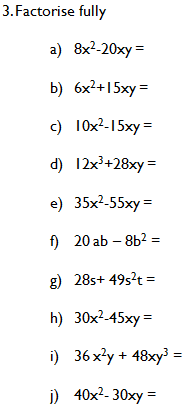 3. Factorise fully
a) 8x²-20xy =
b) 6x²+15xy =
c) 10x²-15xy =
d) 12x³+28xy =
e) 35x²-55xy =
f) 20 ab – 8b² =
g) 28s+ 49s²t =
h) 30x²-45xy =
i) 36 x²y + 48xy³ =
j) 40x²- 30xy =